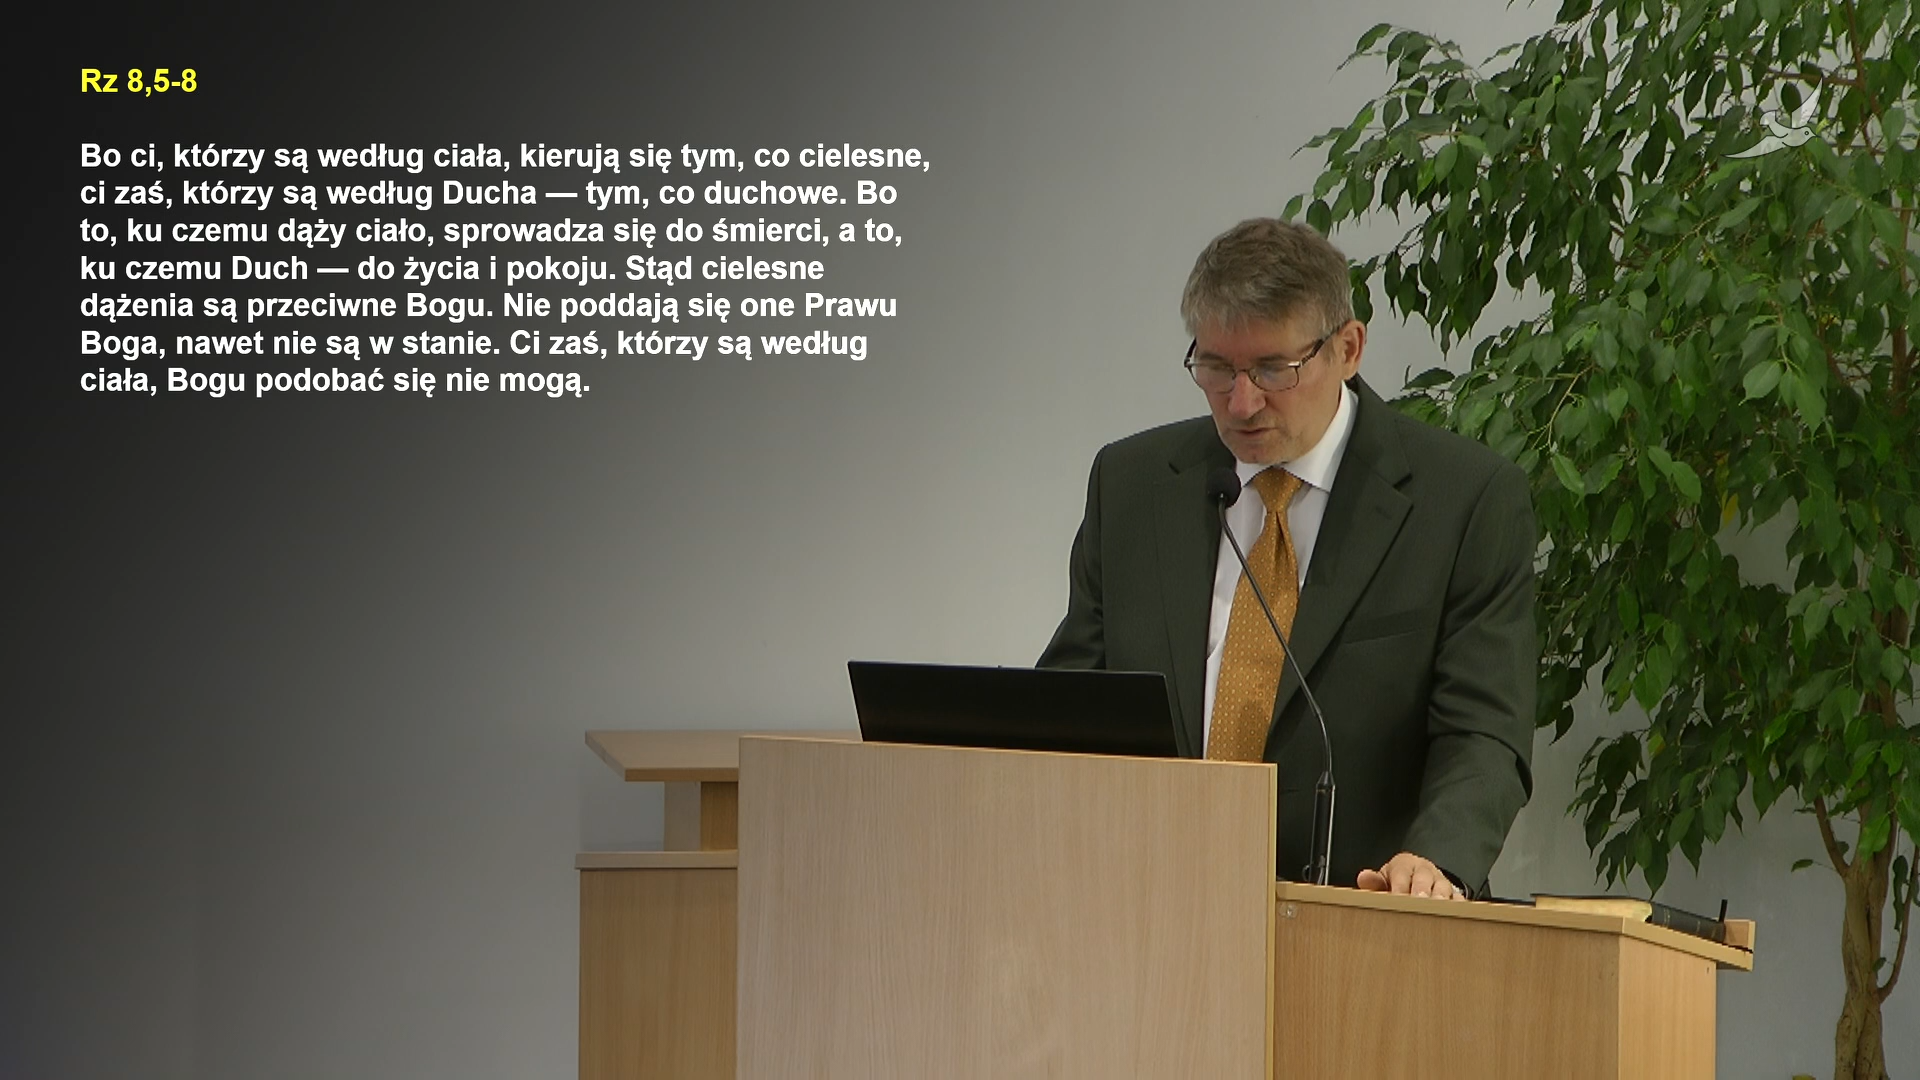 Rz 8,5-8
Bo ci, którzy są według ciała, kierują się tym, co cielesne,
ci zaś, którzy są według Ducha — tym, co duchowe. Bo
to, ku czemu dąży ciało, sprowadza się do śmierci, a to,
ku czemu Duch — do życia i pokoju. Stąd cielesne
dążenia są przeciwne Bogu. Nie poddają się one Prawu
Boga, nawet nie są w stanie. Ci zaś, którzy są według
ciała, Bogu podobać się nie mogą.